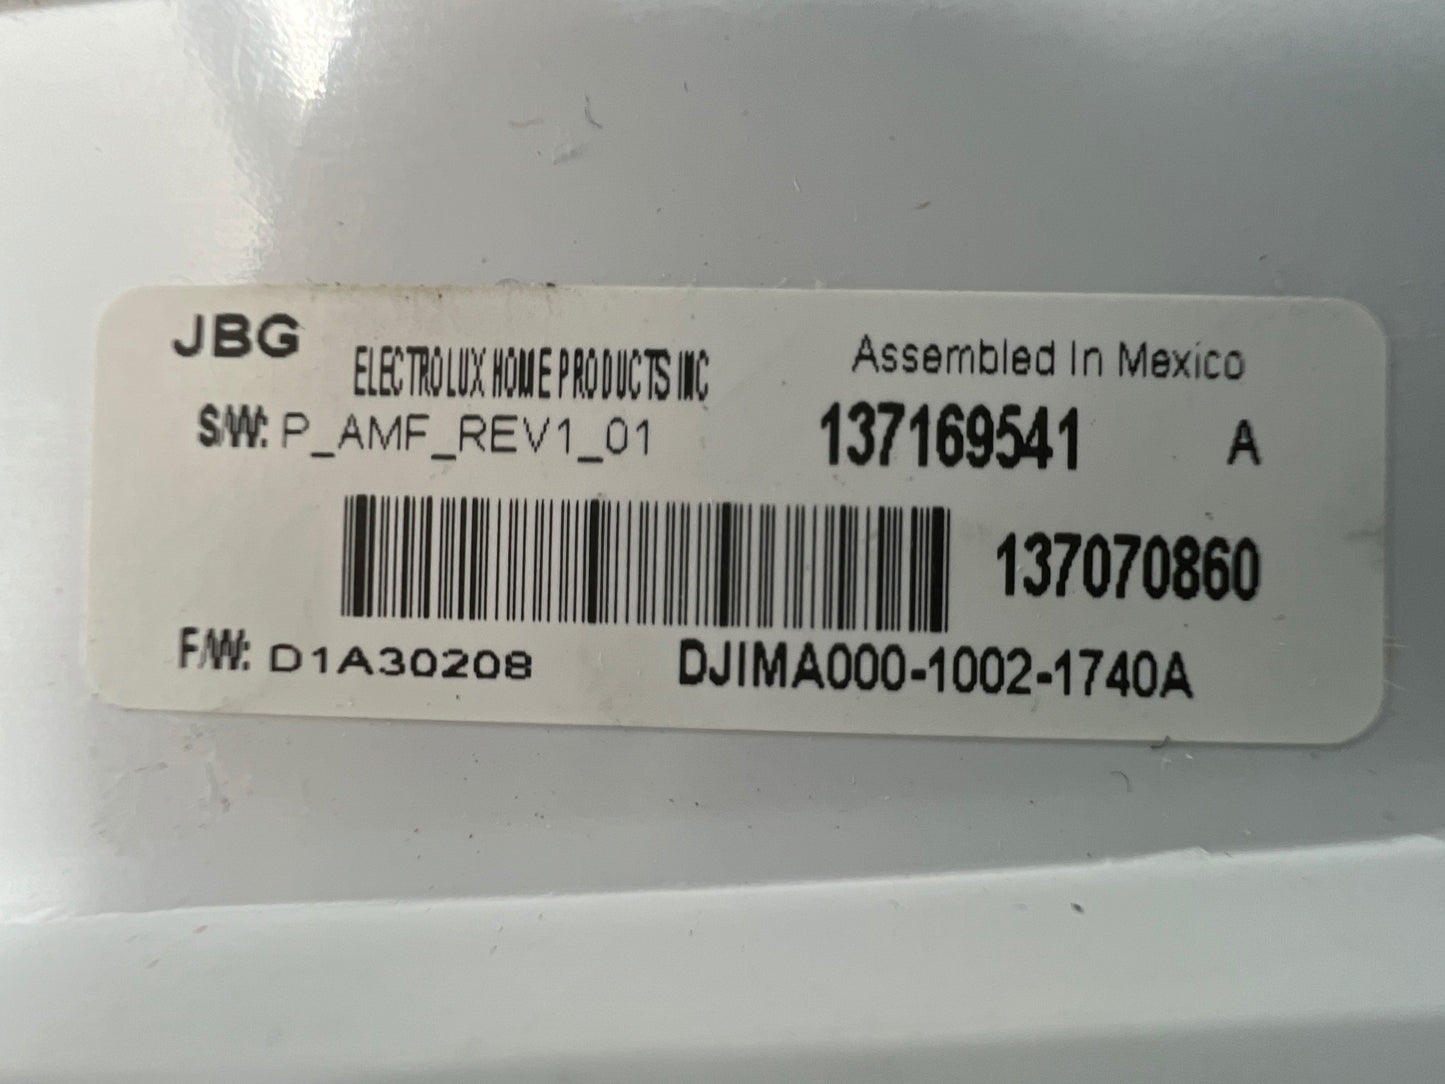 JBG
ELECTROLUX HOME PRODUCTS INC
Assembled In Mexico
S/W: P_AMF_REV1_01
137169541 A
137070860
F/W: D1A30208
DJIMA000-1002-1740A